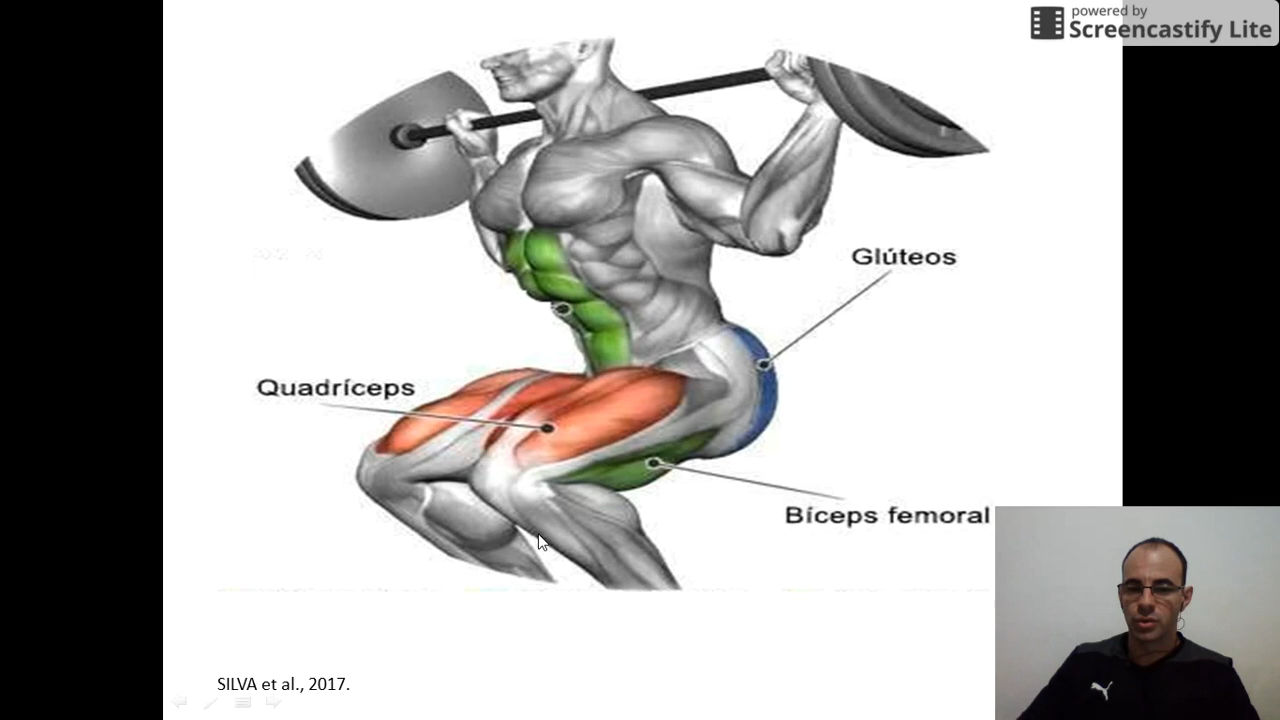 powered by
Screencastify Lite
Glúteos
Quadríceps
Bíceps femoral
SILVA et al., 2017.